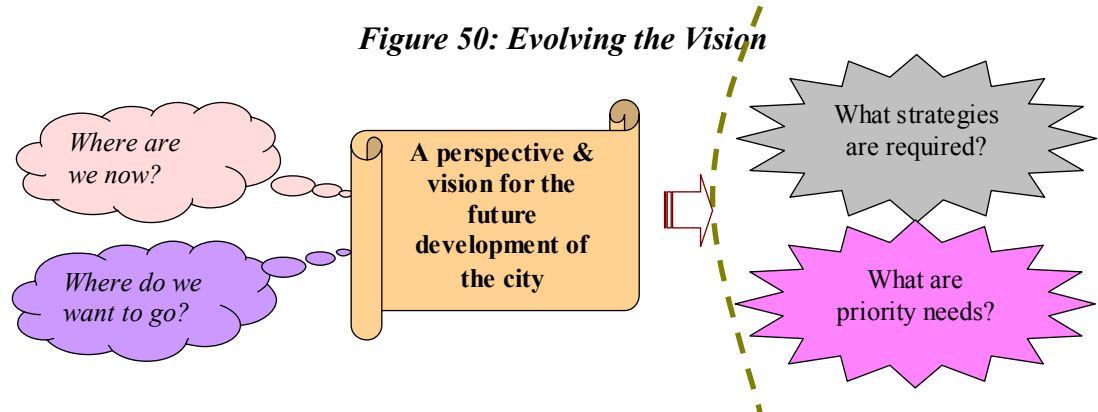 Figure 50: Evolving the Vision
Where are
we now?
Where do we
want to go?
A perspective &
vision for the
future
development of
the city
What strategies
are required?
What are
priority needs?